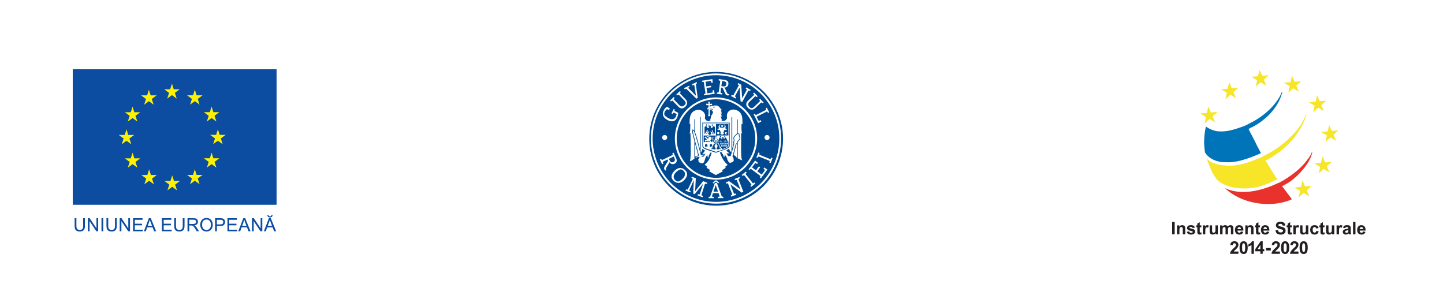 UNIUNEA EUROPEANĂ
GUVERNUL
ROMÂNIEI
Instrumente Structurale
2014-2020